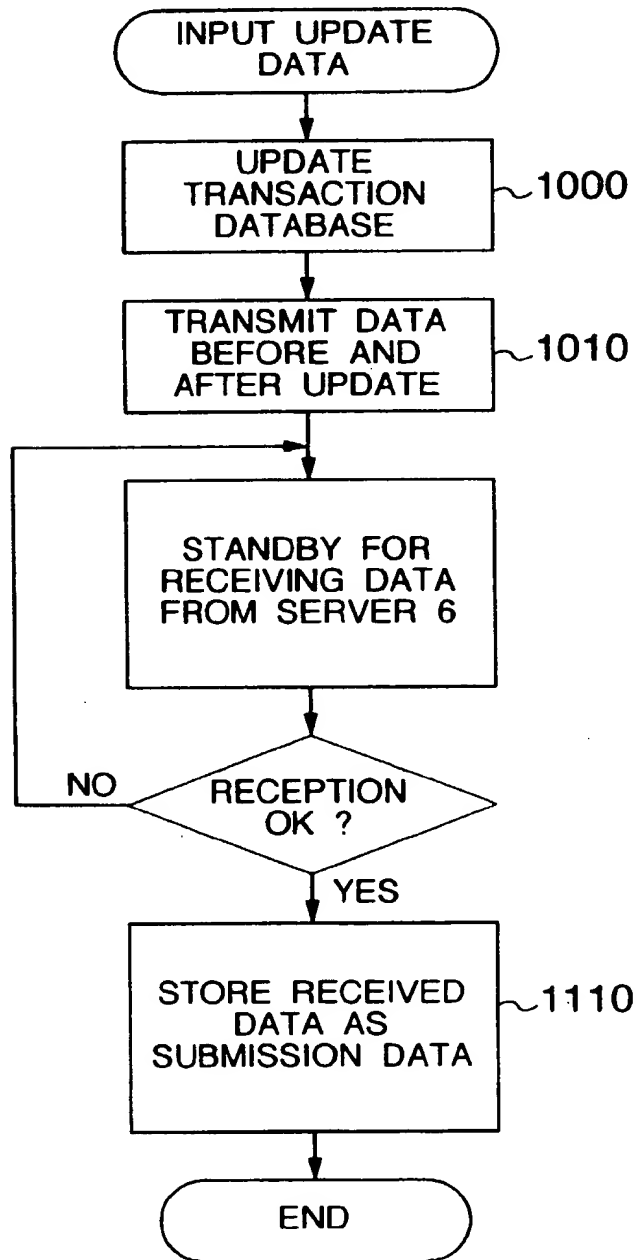 INPUT UPDATE
DATA
UPDATE
TRANSACTION
DATABASE
1000
TRANSMIT DATA
BEFORE AND
AFTER UPDATE
1010
STANDBY FOR
RECEIVING DATA
FROM SERVER 6
NO
RECEPTION
OK ?
YES
STORE RECEIVED
DATA AS
SUBMISSION DATA
1110
END